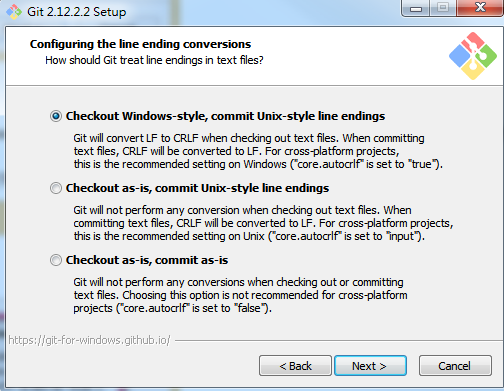 Git 2.12.2.2 Setup
Configuring the line ending conversions
How should Git treat line endings in text files?
Checkout Windows-style, commit Unix-style line endings
Git will convert LF to CRLF when checking out text files. When committing
text files, CRLF will be converted to LF. For cross-platform projects,
this is the recommended setting on Windows ("core.autocrlf" is set to "true").
Checkout as-is, commit Unix-style line endings
Git will not perform any conversion when checking out text files. When
committing text files, CRLF will be converted to LF. For cross-platform projects,
this is the recommended setting on Unix ("core.autocrlf" is set to "input").
Checkout as-is, commit as-is
Git will not perform any conversions when checking out or committing
text files. Choosing this option is not recommended for cross-platform
projects ("core.autocrlf" is set to "false").
https://git-for-windows.github.io/
< Back
Next >
Cancel